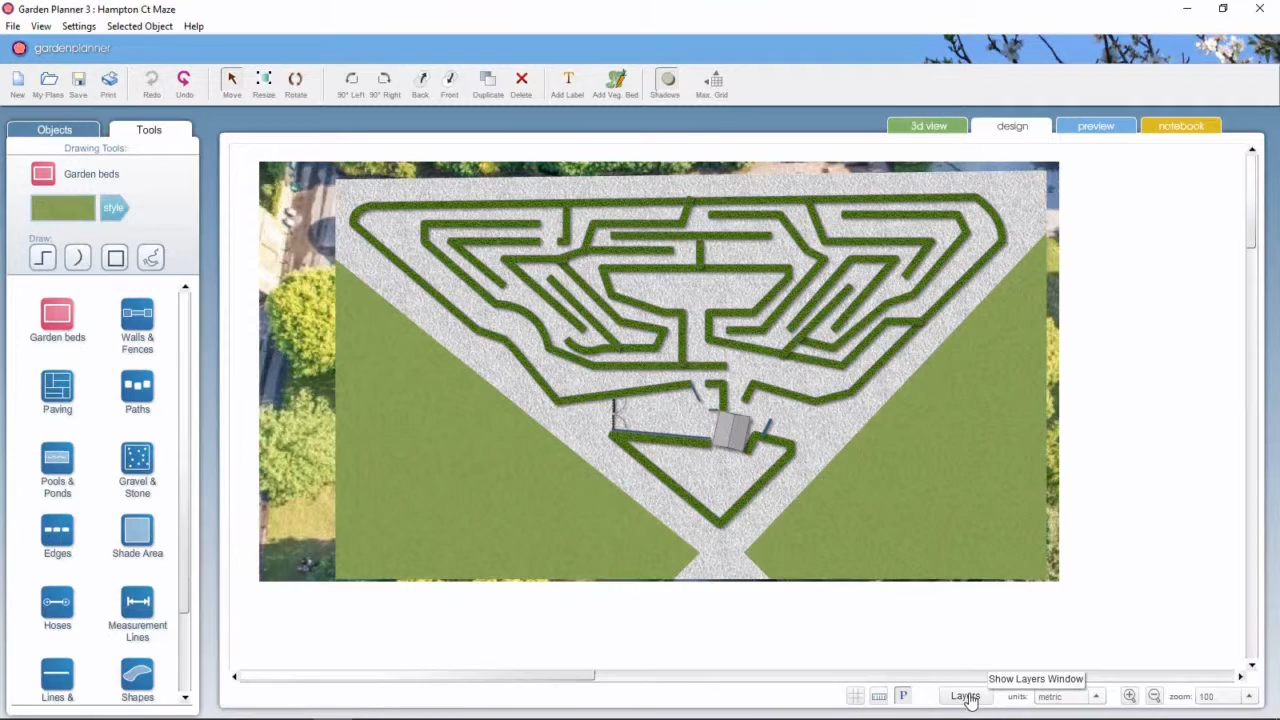 Garden Planner 3 : Hampton Ct Maze
File View Settings Selected Object Help
gardenplanner
New My Plans Save Print Redo Undo Move Resize Rotate 90° Left 90° Right Back Front Duplicate Delete Add Label Add Veg. Bed Shadows Max. Grid
Objects Tools
3d view design preview notebook
Drawing Tools:
Garden beds
style
Draw:
Garden beds
Walls & Fences
Paving
Paths
Pools & Ponds
Gravel & Stone
Edges
Shade Area
Hoses
Measurement Lines
Lines &
Shapes
Show Layers Window
P Layers units: metric zoom: 100